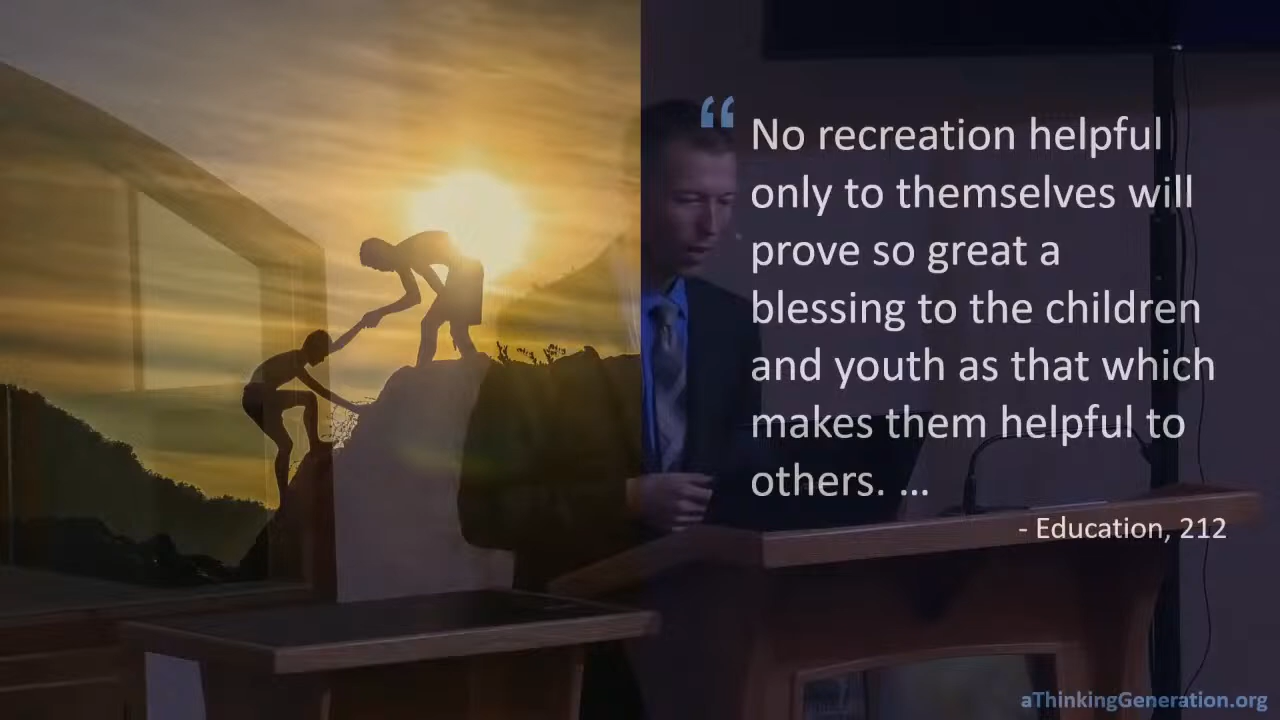 “ No recreation helpful
only to themselves will
prove so great a
blessing to the children
and youth as that which
makes them helpful to
others. ...
- Education, 212
aThinkingGeneration.org